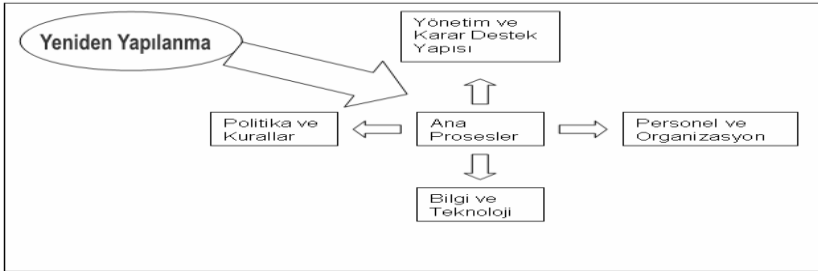 Yeniden Yapılanma
Yönetim ve
Karar Destek
Yapısı
Politika ve
Kurallar
Ana
Prosesler
Personel ve
Organizasyon
Bilgi ve
Teknoloji